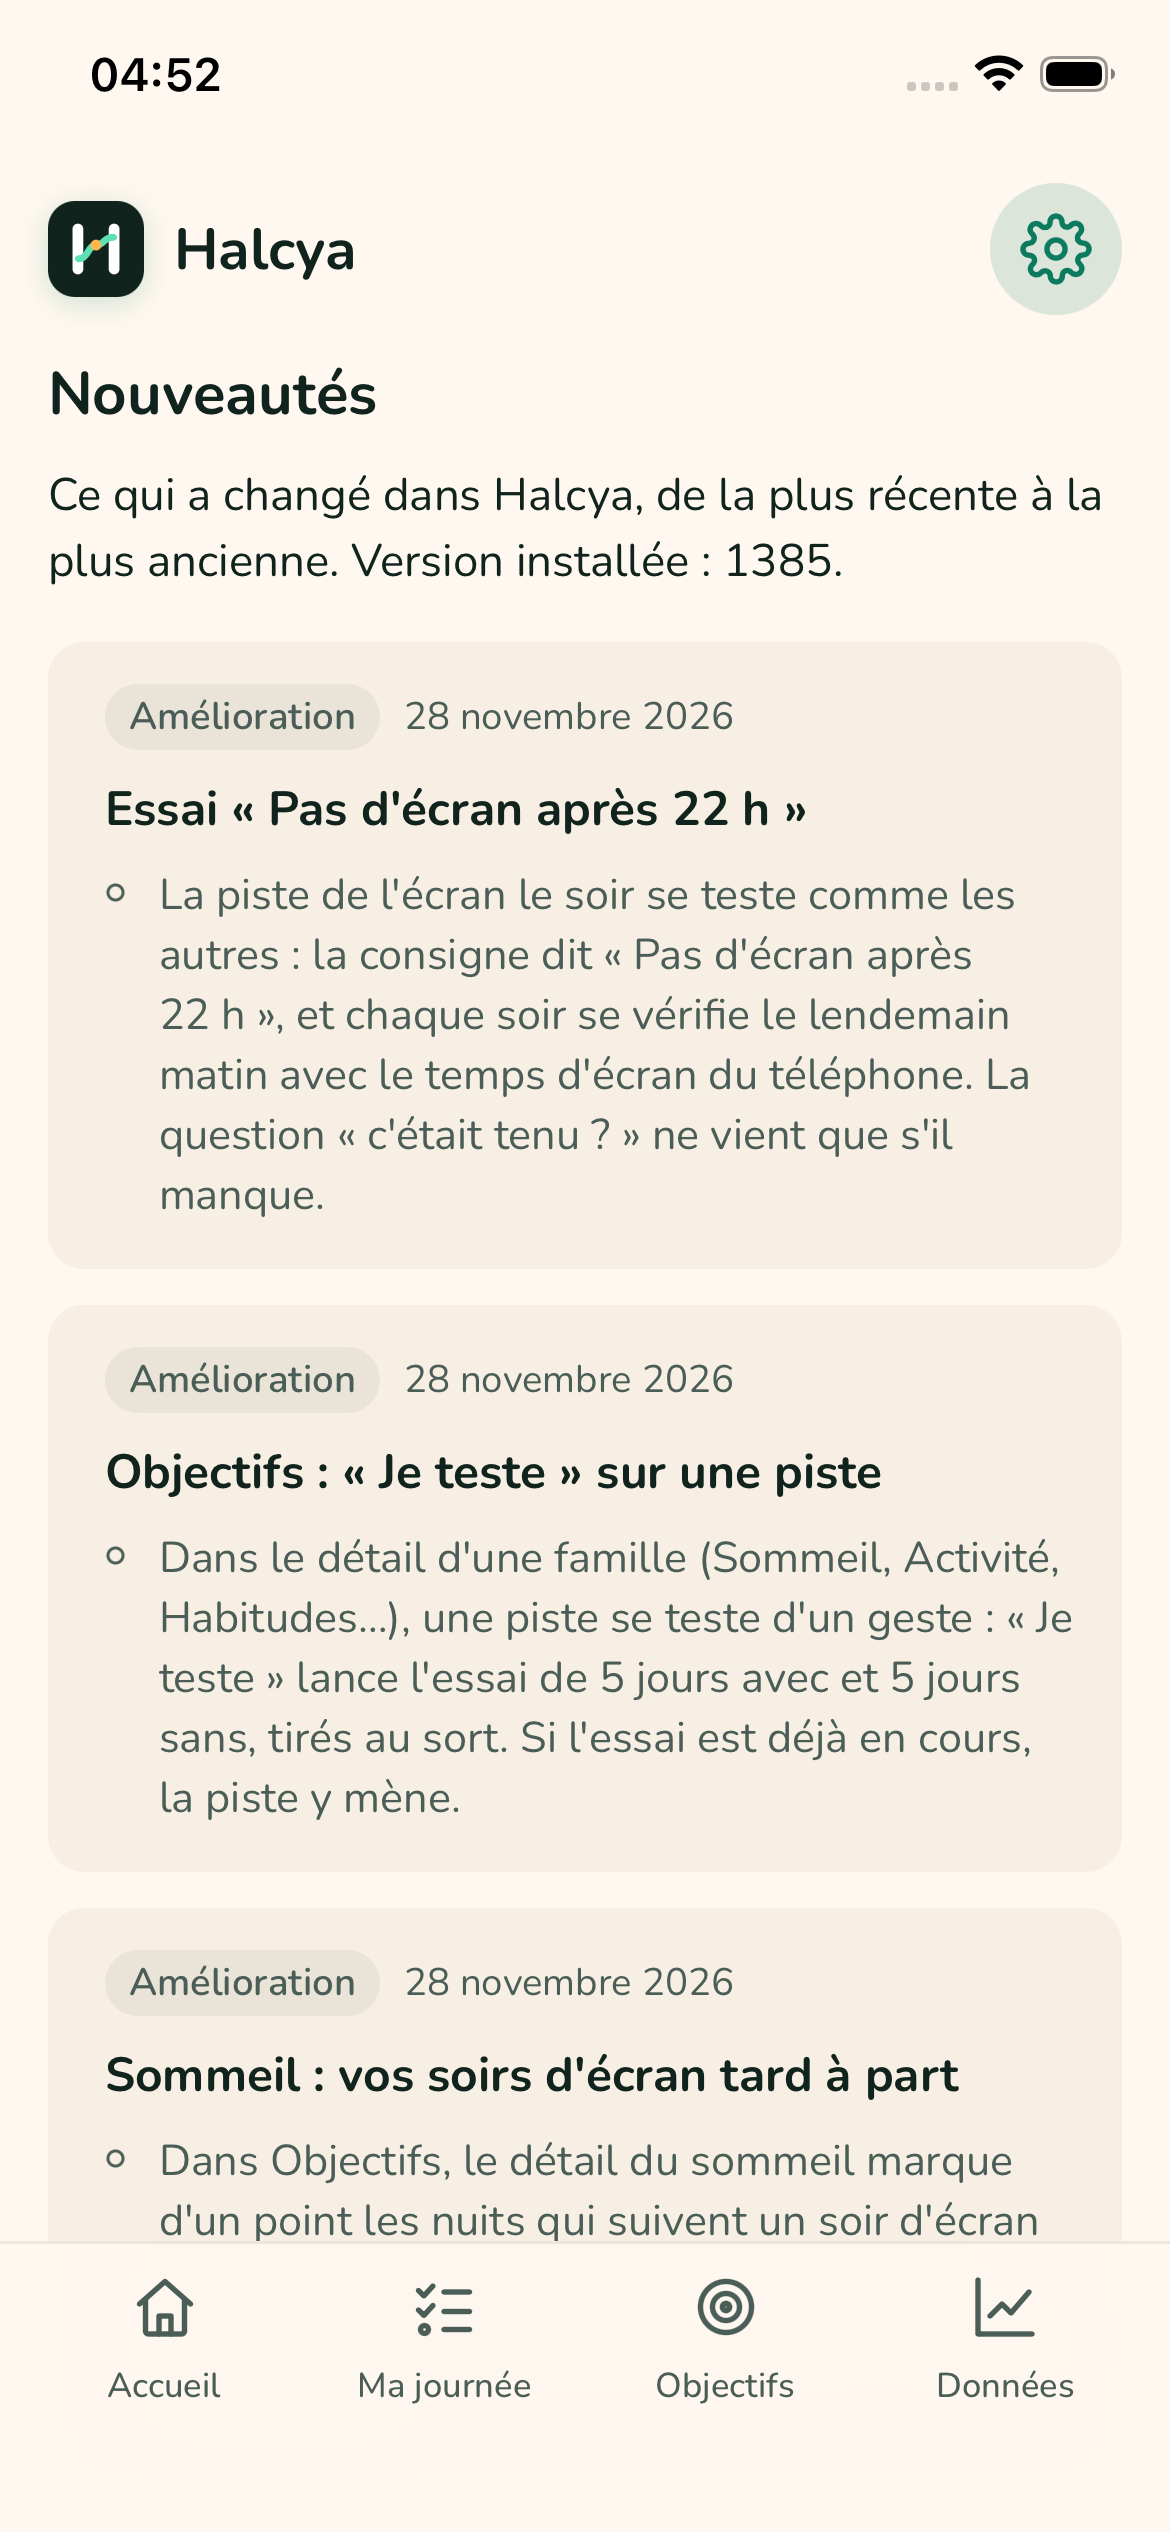 04:52
Halcya
Nouveautés
Ce qui a changé dans Halcya, de la plus récente à la
plus ancienne. Version installée : 1385.
Amélioration 28 novembre 2026
Essai « Pas d'écran après 22 h »
La piste de l'écran le soir se teste comme les
autres : la consigne dit « Pas d'écran après
22 h », et chaque soir se vérifie le lendemain
matin avec le temps d'écran du téléphone. La
question « c'était tenu ? » ne vient que s'il
manque.
Amélioration 28 novembre 2026
Objectifs : « Je teste » sur une piste
Dans le détail d'une famille (Sommeil, Activité,
Habitudes…), une piste se teste d'un geste : « Je
teste » lance l'essai de 5 jours avec et 5 jours
sans, tirés au sort. Si l'essai est déjà en cours,
la piste y mène.
Amélioration 28 novembre 2026
Sommeil : vos soirs d'écran tard à part
Dans Objectifs, le détail du sommeil marque
d'un point les nuits qui suivent un soir d'écran
Accueil Ma journée Objectifs Données